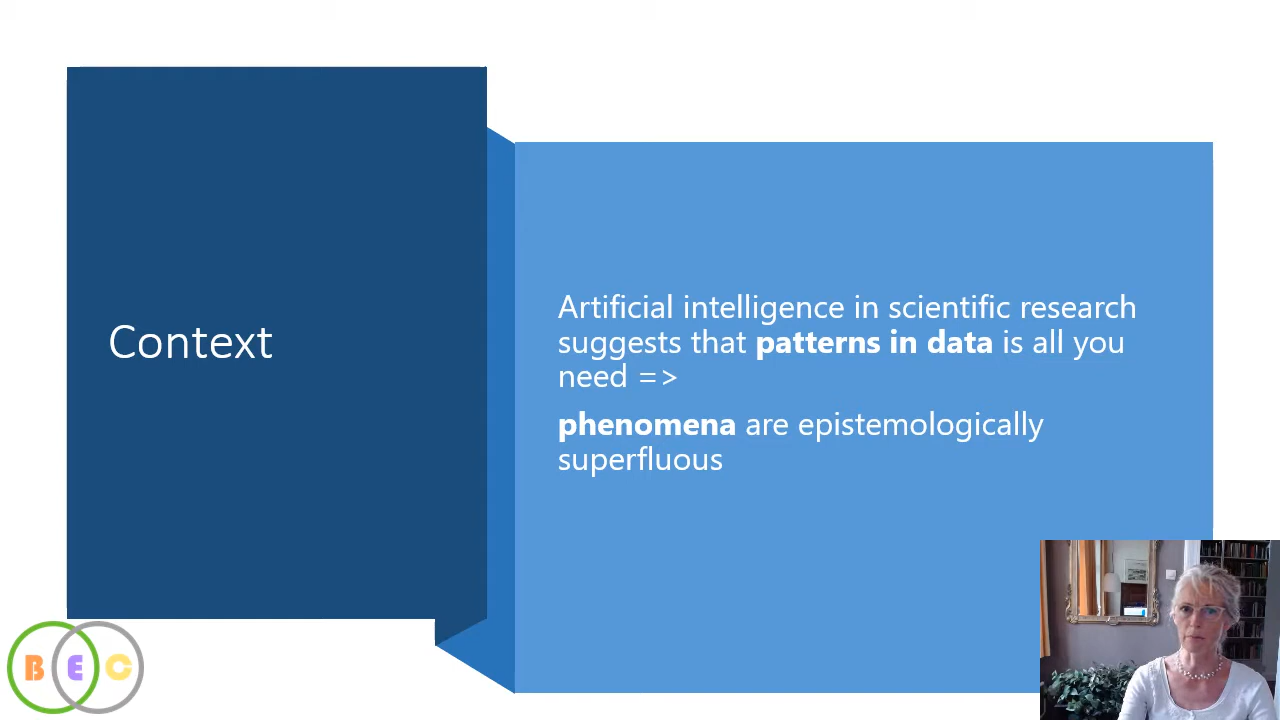 Context
Artificial intelligence in scientific research
suggests that patterns in data is all you
need =>
phenomena are epistemologically
superfluous
B E C